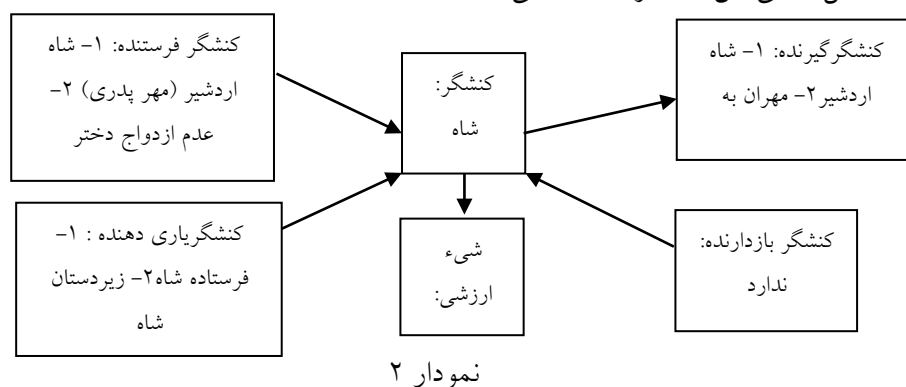 کنشگر فرستنده: ۱- شاه
اردشیر (مهر پدری) ۲-
عدم ازدواج دختر
کنشگر:
شاه
کنشگرگیرنده: ۱- شاه
اردشیر۲- مهران به
کنشگریاری دهنده : ۱-
فرستاده شاه۲- زیردستان
شاه
شیء
ارزشی:
کنشگر بازدارنده:
ندارد
نمودار ۲